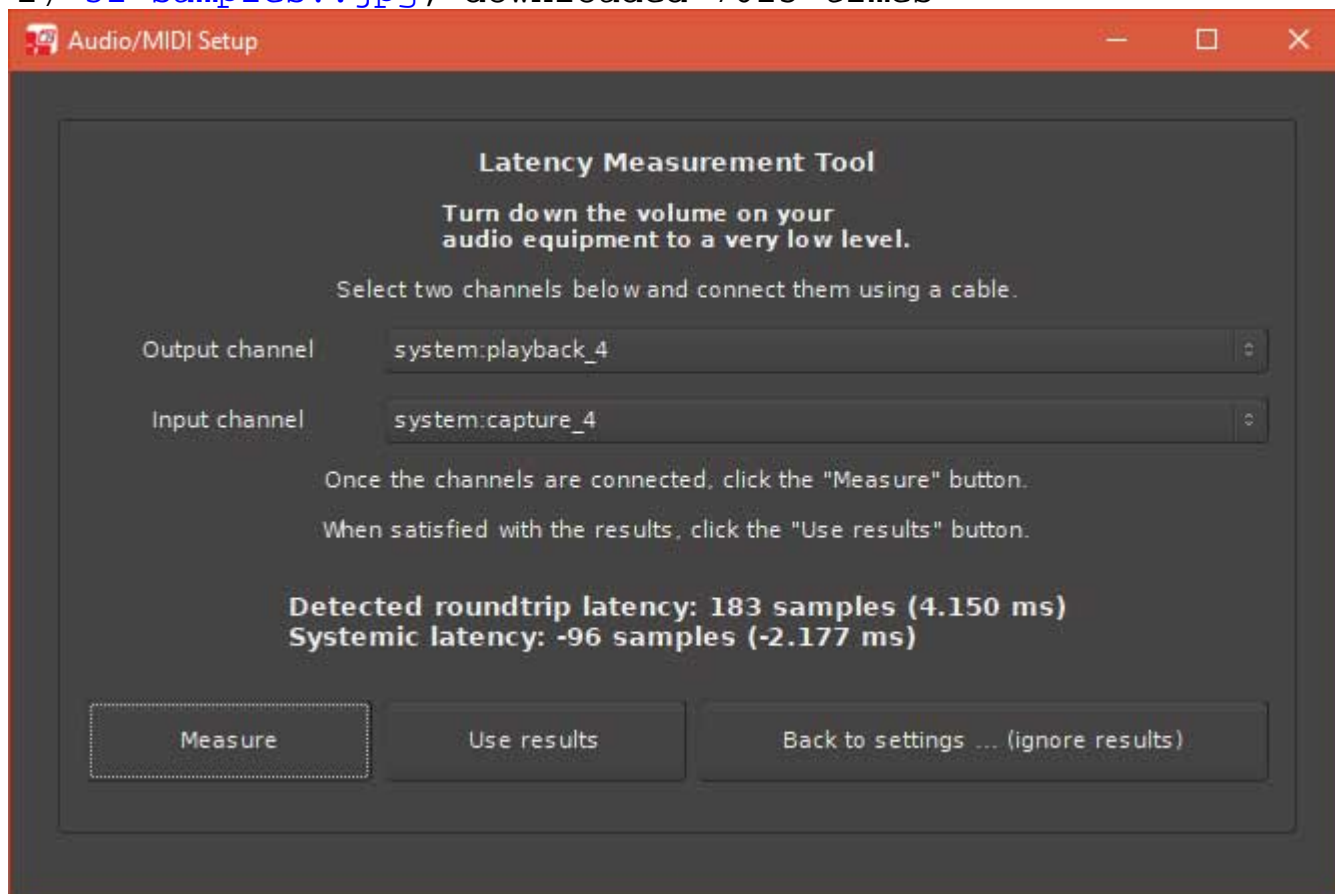 Audio/MIDI Setup
Latency Measurement Tool
Turn down the volume on your
audio equipment to a very low level.
Select two channels below and connect them using a cable.
Output channel system:playback_4
Input channel system:capture_4
Once the channels are connected, click the "Measure" button.
When satisfied with the results, click the "Use results" button.
Detected roundtrip latency: 183 samples (4.150 ms)
Systemic latency: -96 samples (-2.177 ms)
Measure Use results Back to settings ... (ignore results)